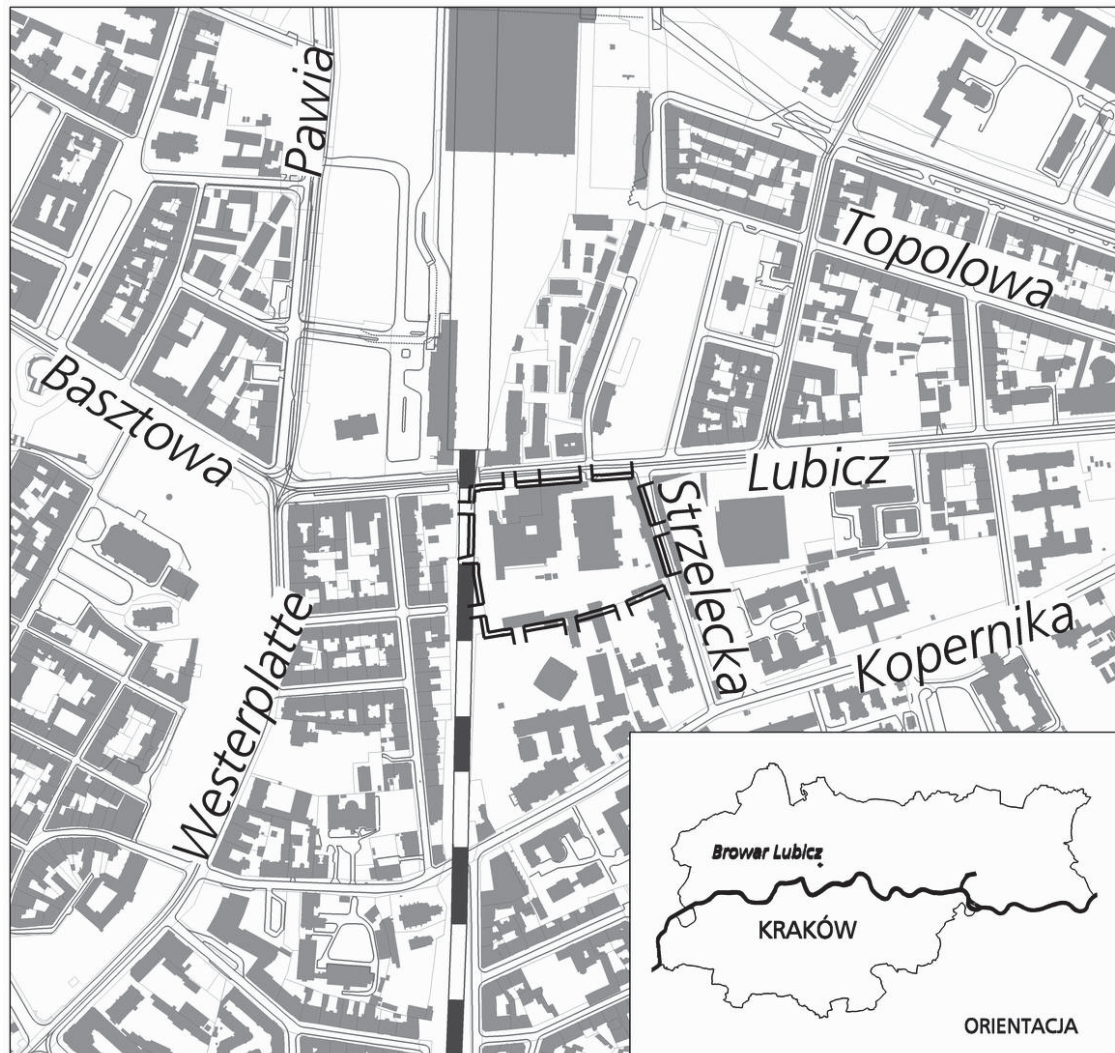 Pawia
Topolowa
Basztowa
Lubicz
Strzelecka
Westerplatte
Kopernika
Browar Lubicz
KRAKÓW
ORIENTACJA